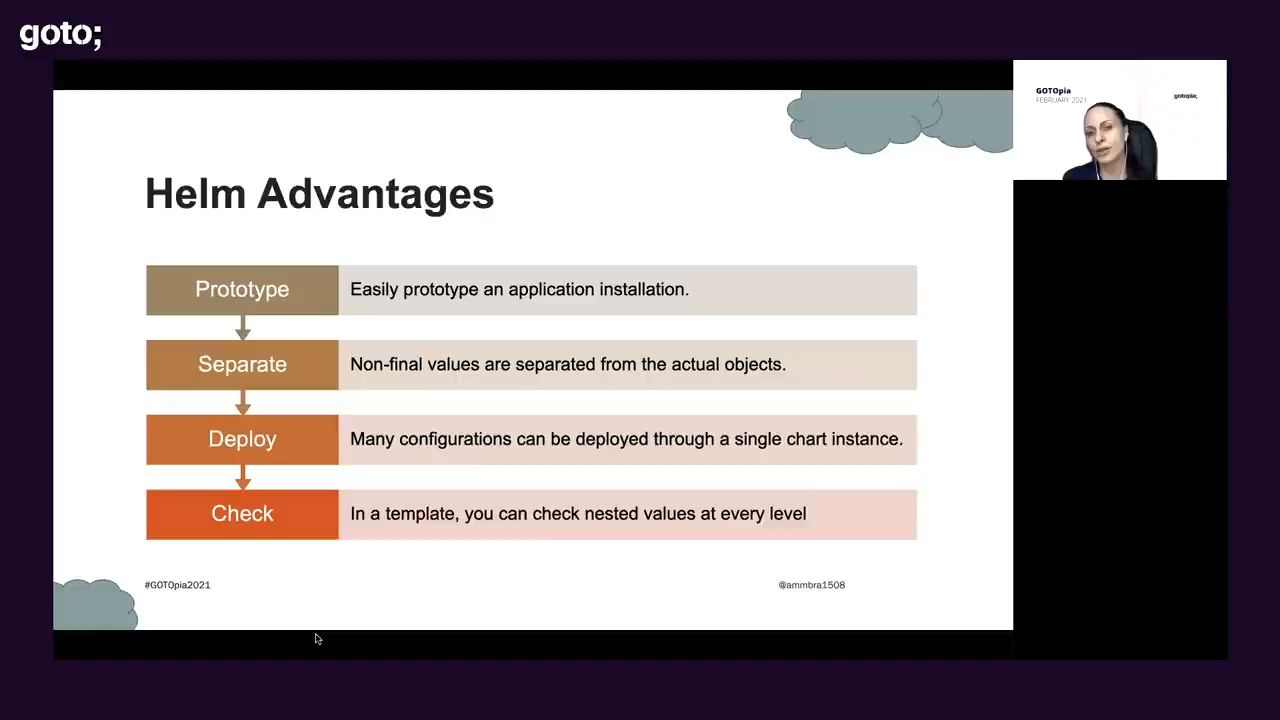 goto;
GOTOpia
FEBRUARY 2021
gotopia;
Helm Advantages
Prototype
Easily prototype an application installation.
Separate
Non-final values are separated from the actual objects.
Deploy
Many configurations can be deployed through a single chart instance.
Check
In a template, you can check nested values at every level
#GOTOpia2021
@ammbra1508